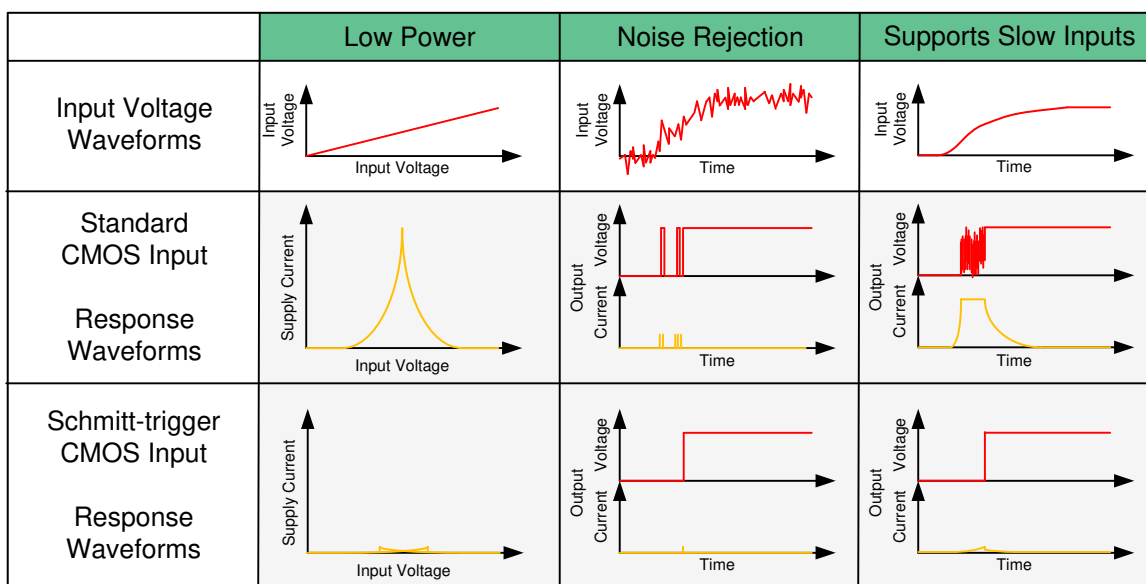 Low Power
Noise Rejection
Supports Slow Inputs
Input Voltage
Waveforms
Input
Voltage
Input Voltage
Input
Voltage
Time
Input
Voltage
Time
Standard
CMOS Input
Response
Waveforms
Supply Current
Input Voltage
Output
Voltage
Current
Time
Output
Voltage
Current
Time
Schmitt-trigger
CMOS Input
Response
Waveforms
Supply Current
Input Voltage
Output
Voltage
Current
Time
Output
Voltage
Current
Time